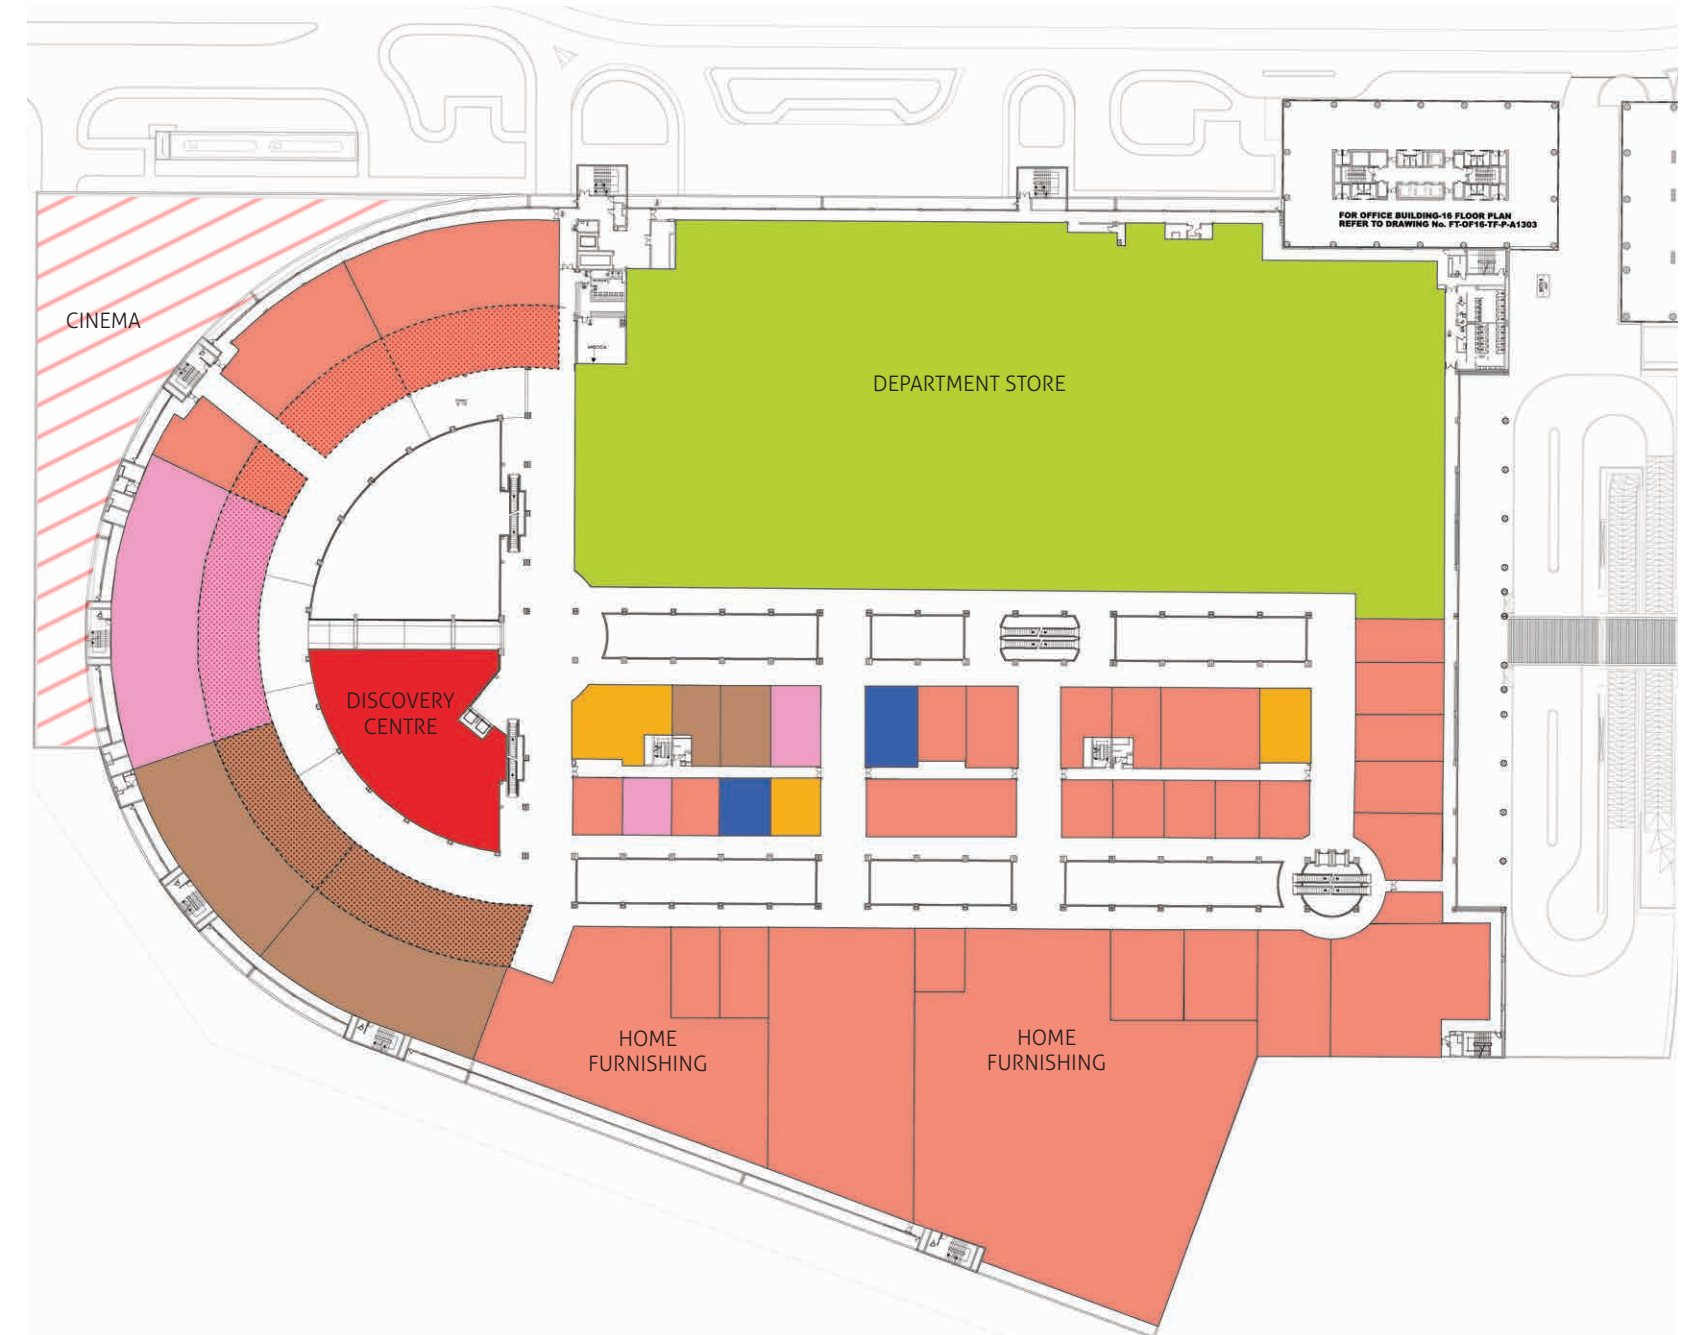 FOR OFFICE BUILDING-16 FLOOR PLAN
REFER TO DRAWING No. FT-OF16-TF-P-A1303
CINEMA
DEPARTMENT STORE
DISCOVERY
CENTRE
HOME
FURNISHING
HOME
FURNISHING